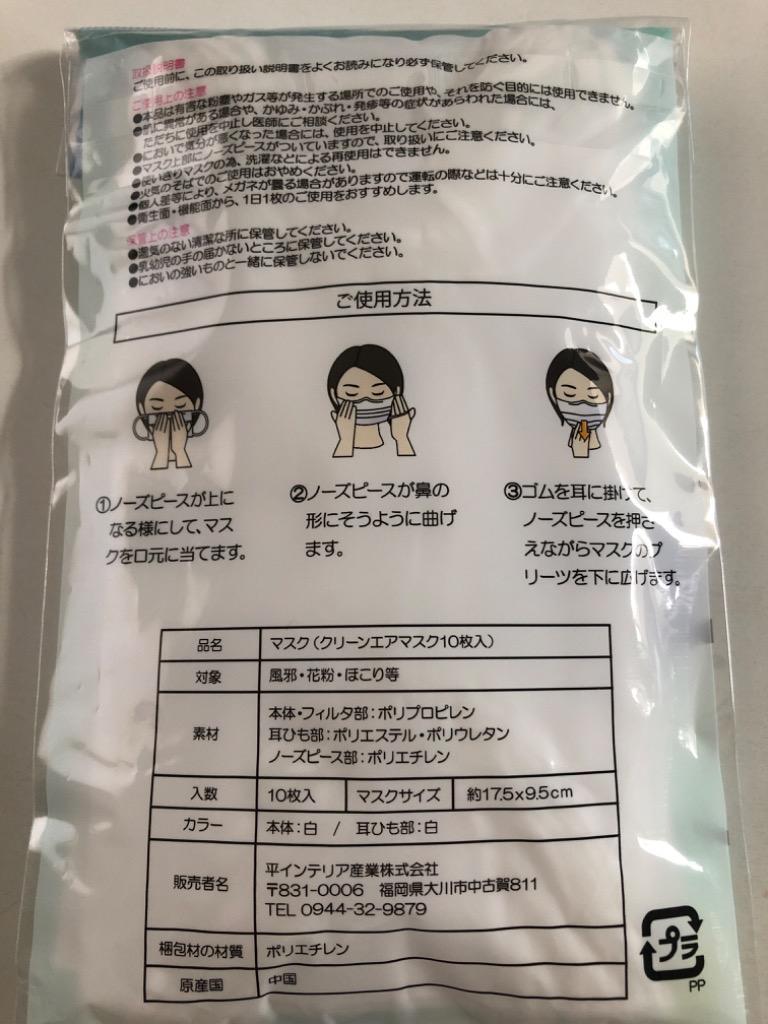 取扱説明書
ご使用前に、この取り扱い説明書をよくお読みになり必ず保管してください。
ご使用上の注意
●本品は有害な粉塵やガス等が発生する場所でのご使用や、それを防ぐ目的には使用できません。
●肌に異常がある場合や、かゆみ・かぶれ・発疹等の症状があらわれた場合には、
ただちに使用を中止し医師にご相談ください。
●においで気分が悪くなった場合には、使用を中止してください。
●マスク上部にノーズピースがついていますので、取り扱いにご注意ください。
●使いきりマスクの為、洗濯などによる再使用はできません。
●火気のそばでのご使用はおやめください。
●個人差等により、メガネが曇る場合がありますので運転の際などは十分にご注意ください。
●衛生面・機能面から、1日1枚のご使用をおすすめします。
保管上の注意
●湿気のない清潔な所に保管してください。
●乳幼児の手の届かないところに保管してください。
●においの強いものと一緒に保管しないでください。
ご使用方法
①ノーズピースが上に
なる様にして、マス
クを口元に当てます。
②ノーズピースが鼻の
形にそうように曲げ
ます。
③ゴムを耳に掛けて、
ノーズピースを押さ
えながらマスクのプ
リーツを下に広げます。
品名 マスク(クリーンエアマスク10枚入)
対象 風邪・花粉・ほこり等
素材 本体・フィルタ部:ポリプロピレン
耳ひも部:ポリエステル・ポリウレタン
ノーズピース部:ポリエチレン
入数 10枚入 マスクサイズ 約17.5x9.5cm
カラー 本体:白 / 耳ひも部:白
販売者名 平インテリア産業株式会社
〒831-0006 福岡県大川市中古賀811
TEL 0944-32-9879
梱包材の材質 ポリエチレン
原産国 中国
プラ
PP